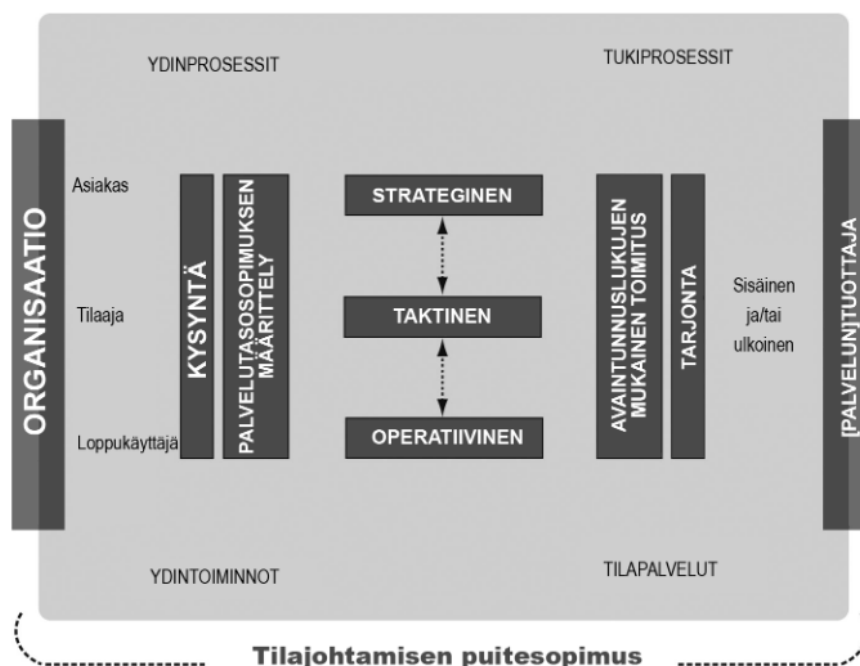 YDINPROSESSIT
TUKIPROSESSIT
ORGANISAATIO
Asiakas
Tilaaja
Loppukäyttäjä
KYSYNTÄ
PALVELUTASOSOPIMUKSEN
MÄÄRITTELY
STRATEGINEN
TAKTINEN
OPERATIIVINEN
AVAINTUNNUSLUKUJEN
MUKAINEN TOIMITUS
TARJONTA
Sisäinen
ja/tai
ulkoinen
[PALVELUN]TUOTTAJA
YDINTOIMINNOT
TILAPALVELUT
Tilajohtamisen puitesopimus